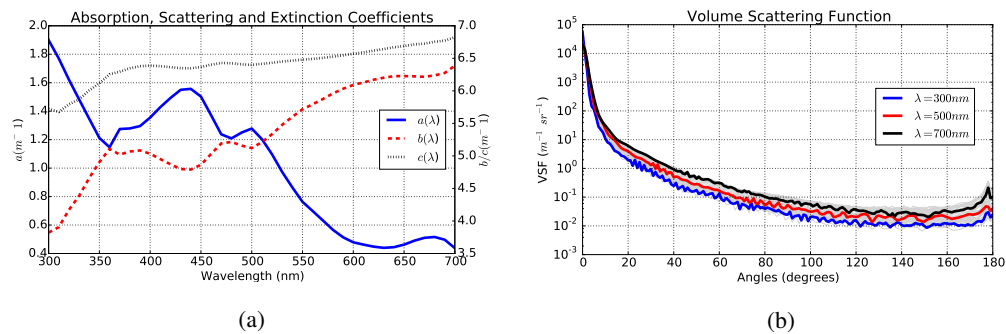 Absorption, Scattering and Extinction Coefficients
2.0
1.8
1.6
1.4
1.2
1.0
0.8
0.6
0.4
a(m⁻¹)
7.0
6.5
6.0
5.5
5.0
4.5
4.0
3.5
b/c(m⁻¹)
a(λ)
b(λ)
c(λ)
300 350 400 450 500 550 600 650 700
Wavelength (nm)
(a)
Volume Scattering Function
10⁵
10⁴
10³
10²
10¹
10⁰
10⁻¹
10⁻²
10⁻³
VSF (m⁻¹ sr⁻¹)
λ=300nm
λ=500nm
λ=700nm
0 20 40 60 80 100 120 140 160 180
Angles (degrees)
(b)